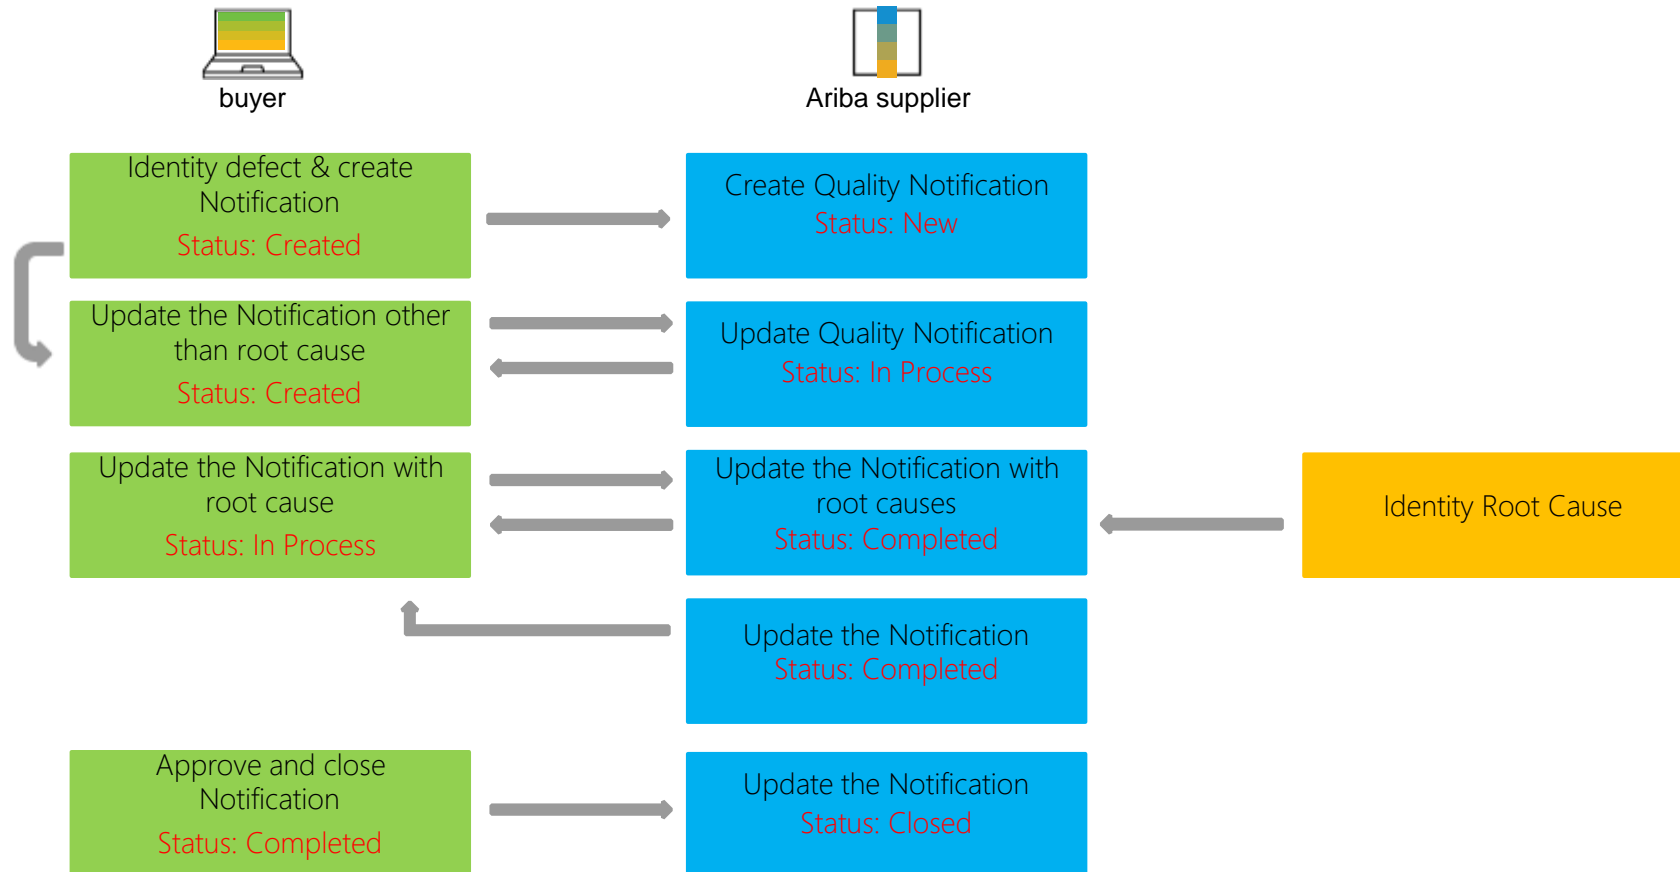 buyer
Ariba supplier
Identity defect & create
Notification
Status: Created
Create Quality Notification
Status: New
Update the Notification other
than root cause
Status: Created
Update Quality Notification
Status: In Process
Update the Notification with
root cause
Status: In Process
Update the Notification with
root causes
Status: Completed
Identity Root Cause
Update the Notification
Status: Completed
Approve and close
Notification
Status: Completed
Update the Notification
Status: Closed